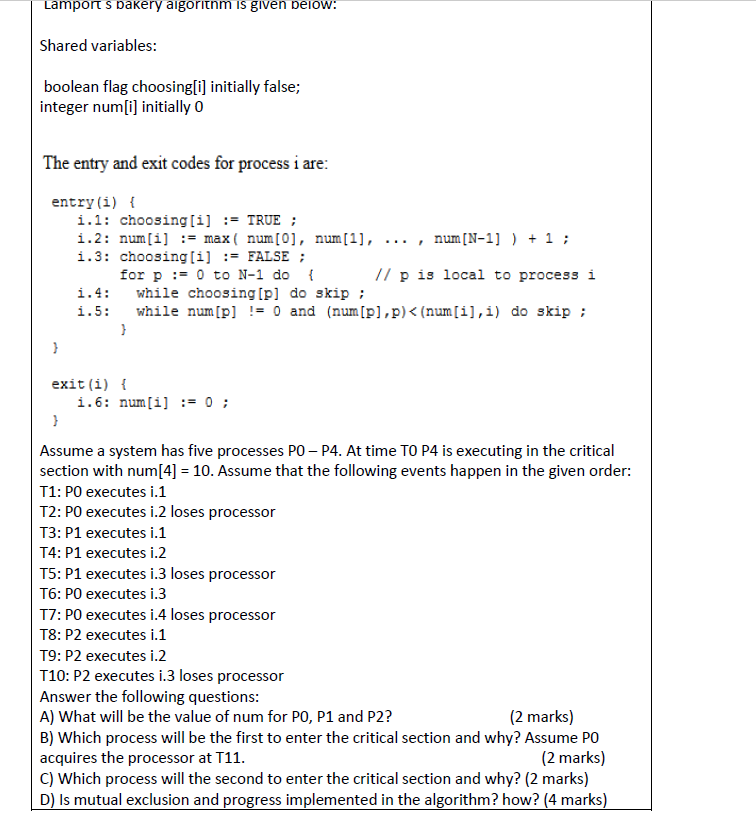 Lamport's bakery algorithm is given below:
Shared variables:
boolean flag choosing[i] initially false;
integer num[i] initially 0
The entry and exit codes for process i are:
entry(i) {
i.1: choosing[i] := TRUE ;
i.2: num[i] := max( num[0], num[1], ... , num[N-1] ) + 1 ;
i.3: choosing[i] := FALSE ;
for p := 0 to N-1 do { // p is local to process i
i.4: while choosing[p] do skip ;
i.5: while num[p] != 0 and (num[p],p)<(num[i],i) do skip ;
}
}
exit(i) {
i.6: num[i] := 0 ;
}
Assume a system has five processes P0 – P4. At time T0 P4 is executing in the critical
section with num[4] = 10. Assume that the following events happen in the given order:
T1: P0 executes i.1
T2: P0 executes i.2 loses processor
T3: P1 executes i.1
T4: P1 executes i.2
T5: P1 executes i.3 loses processor
T6: P0 executes i.3
T7: P0 executes i.4 loses processor
T8: P2 executes i.1
T9: P2 executes i.2
T10: P2 executes i.3 loses processor
Answer the following questions:
A) What will be the value of num for P0, P1 and P2? (2 marks)
B) Which process will be the first to enter the critical section and why? Assume P0
acquires the processor at T11. (2 marks)
C) Which process will the second to enter the critical section and why? (2 marks)
D) Is mutual exclusion and progress implemented in the algorithm? how? (4 marks)